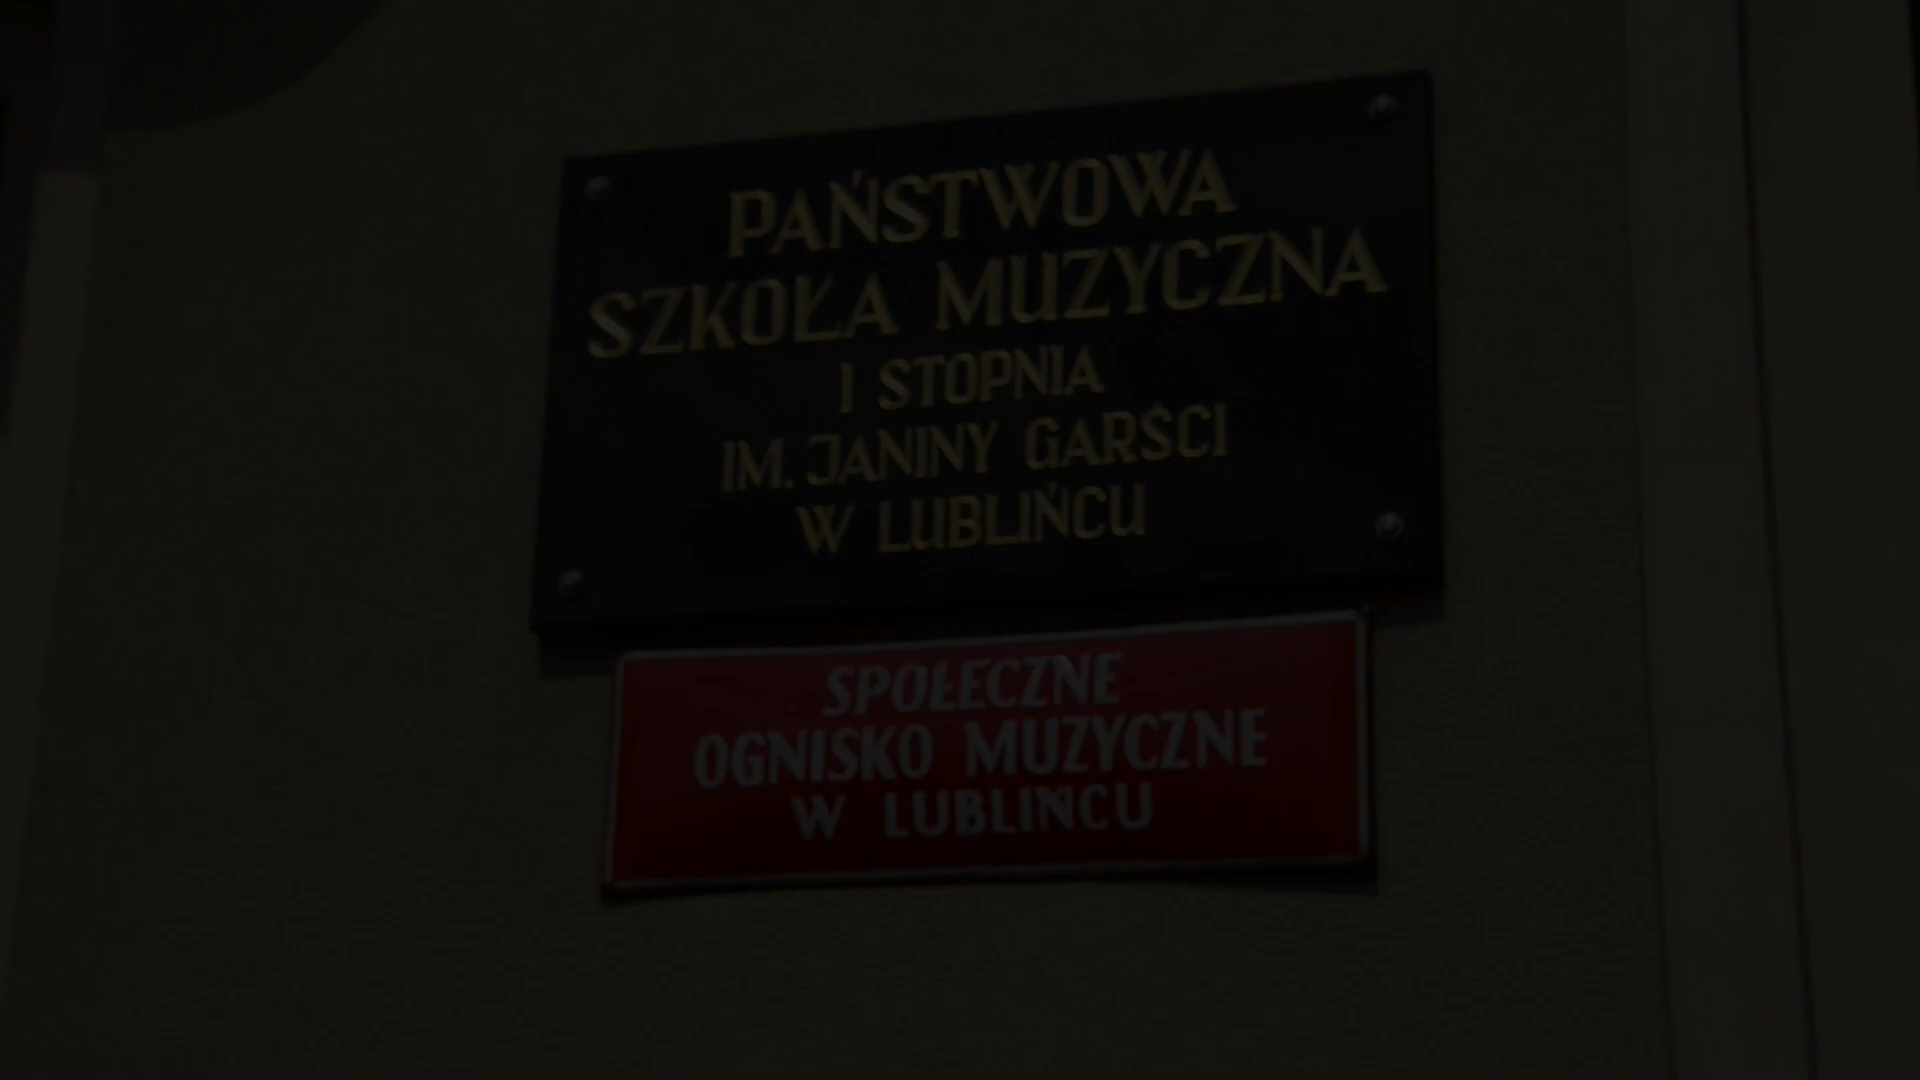 PAŃSTWOWA
SZKOŁA MUZYCZNA
I STOPNIA
IM. JANINY GARŚCI
W LUBLIŃCU
SPOŁECZNE
OGNISKO MUZYCZNE
W LUBLIŃCU